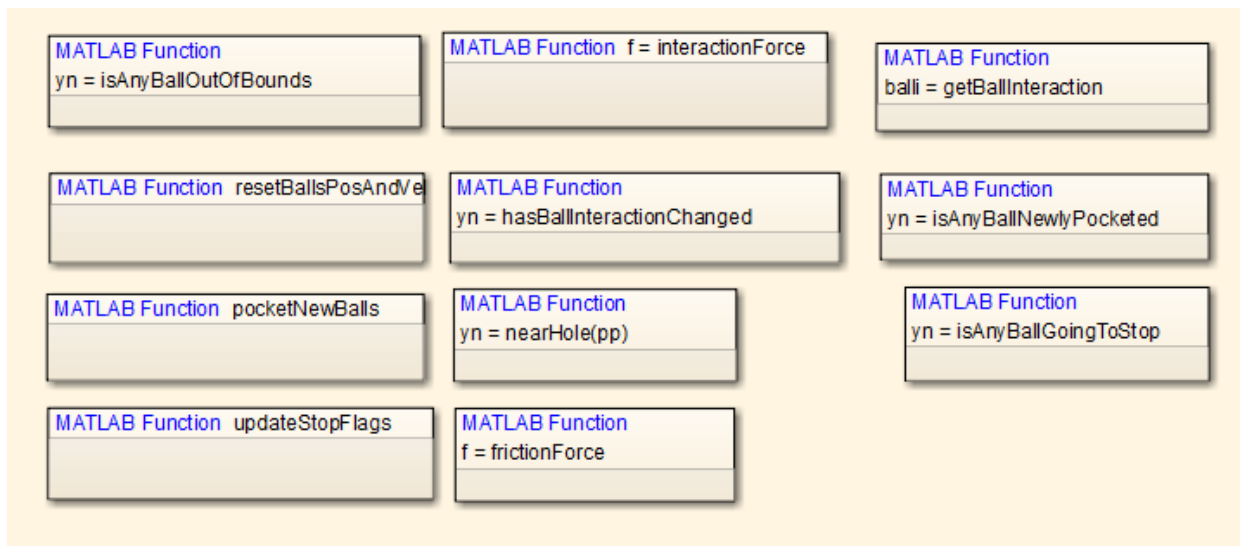 MATLAB Function
yn = isAnyBallOutOfBounds
MATLAB Function f = interactionForce
MATLAB Function
balli = getBallInteraction
MATLAB Function resetBallsPosAndVel
MATLAB Function
yn = hasBallInteractionChanged
MATLAB Function
yn = isAnyBallNewlyPocketed
MATLAB Function pocketNewBalls
MATLAB Function
yn = nearHole(pp)
MATLAB Function
yn = isAnyBallGoingToStop
MATLAB Function updateStopFlags
MATLAB Function
f = frictionForce